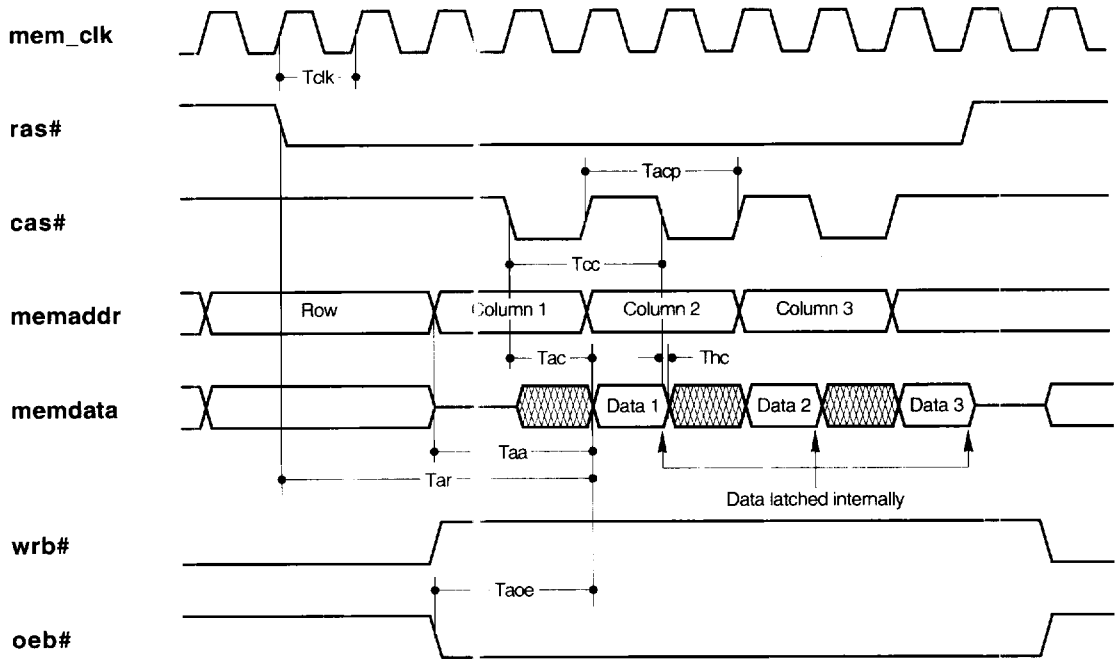 mem_clk
Tclk
ras#
Tacp
cas#
Tcc
memaddr
Row
Column 1
Column 2
Column 3
Tac
Thc
memdata
Data 1
Data 2
Data 3
Taa
Tar
Data latched internally
wrb#
Taoe
oeb#